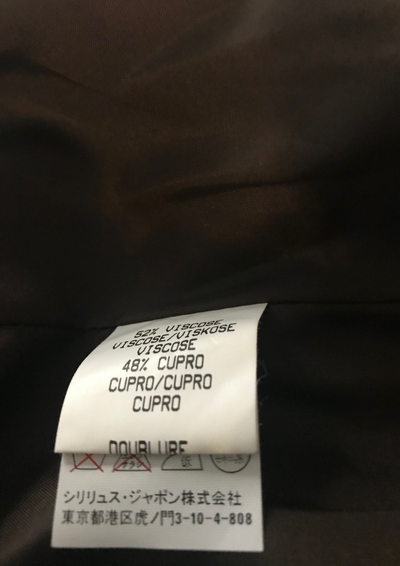 52% VISCOSE
VISCOSE/VISKOSE
VISCOSE
48% CUPRO
CUPRO/CUPRO
CUPRO
DOUBLURE
シリリュス・ジャポン株式会社
東京都港区虎ノ門3-10-4-808